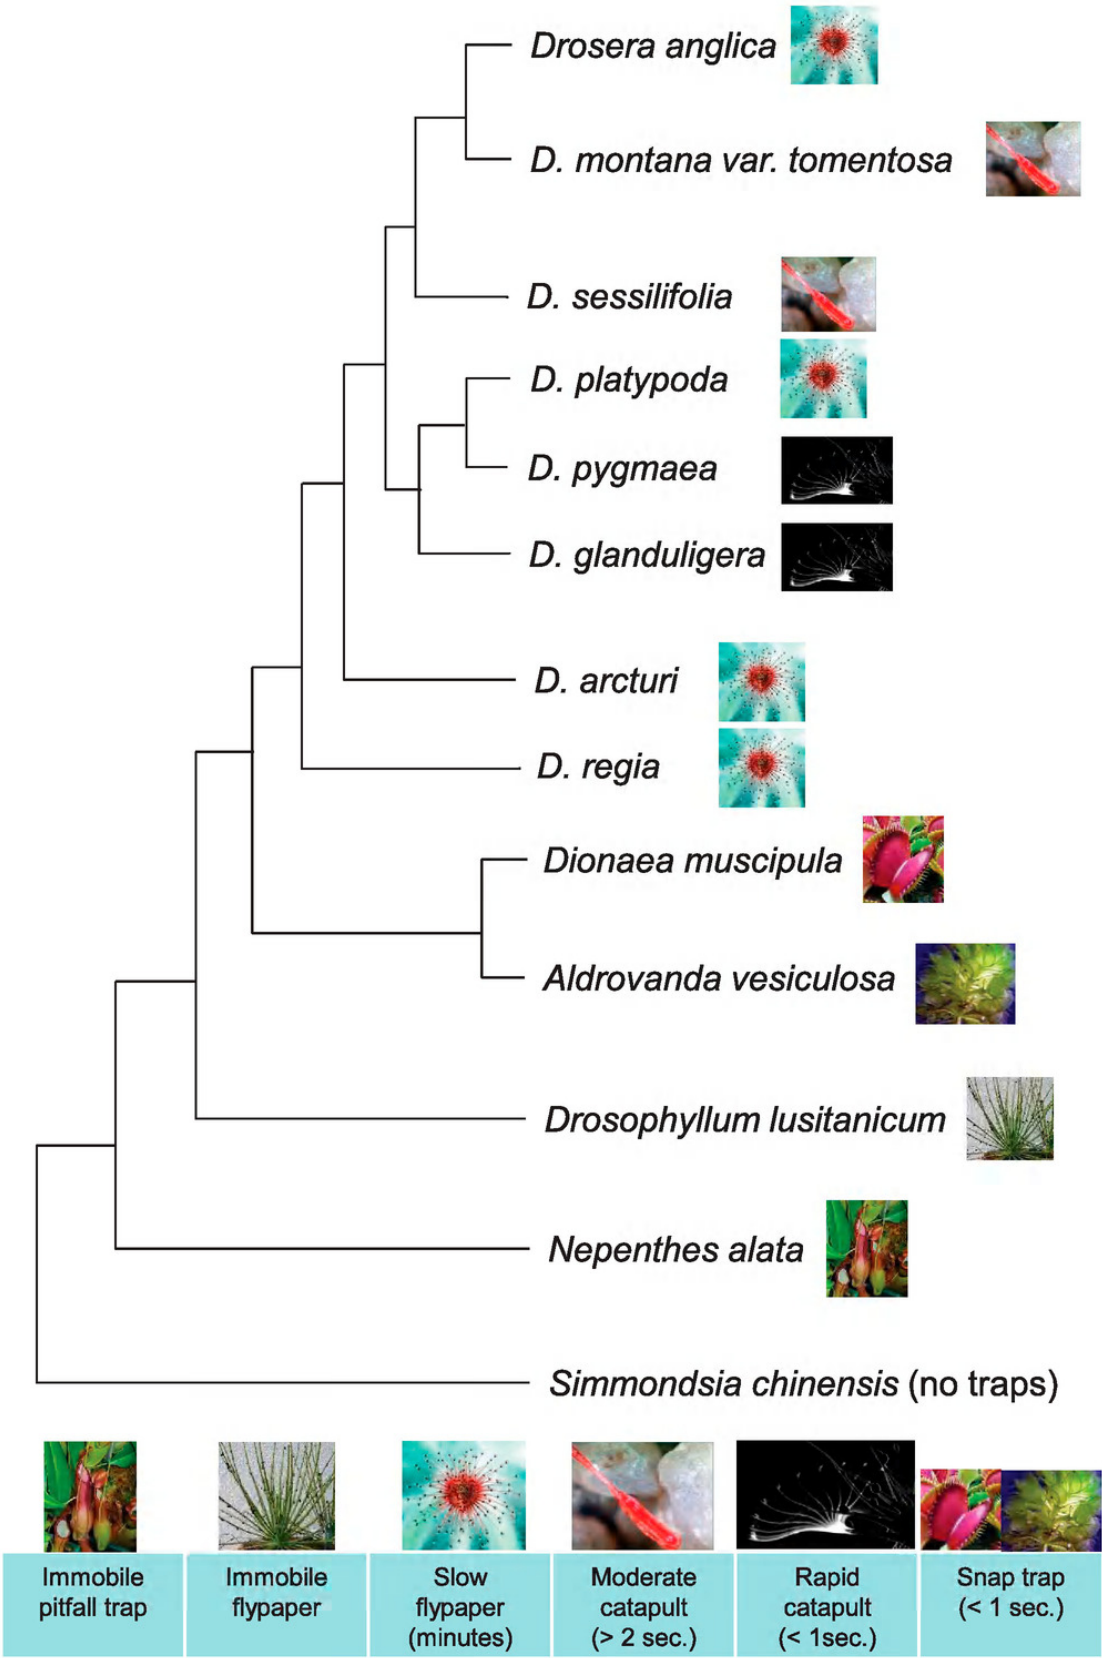 Drosera anglica
D. montana var. tomentosa
D. sessilifolia
D. platypoda
D. pygmaea
D. glanduligera
D. arcturi
D. regia
Dionaea muscipula
Aldrovanda vesiculosa
Drosophyllum lusitanicum
Nepenthes alata
Simmondsia chinensis (no traps)
Immobile
pitfall trap
Immobile
flypaper
Slow
flypaper
(minutes)
Moderate
catapult
(> 2 sec.)
Rapid
catapult
(< 1sec.)
Snap trap
(< 1 sec.)